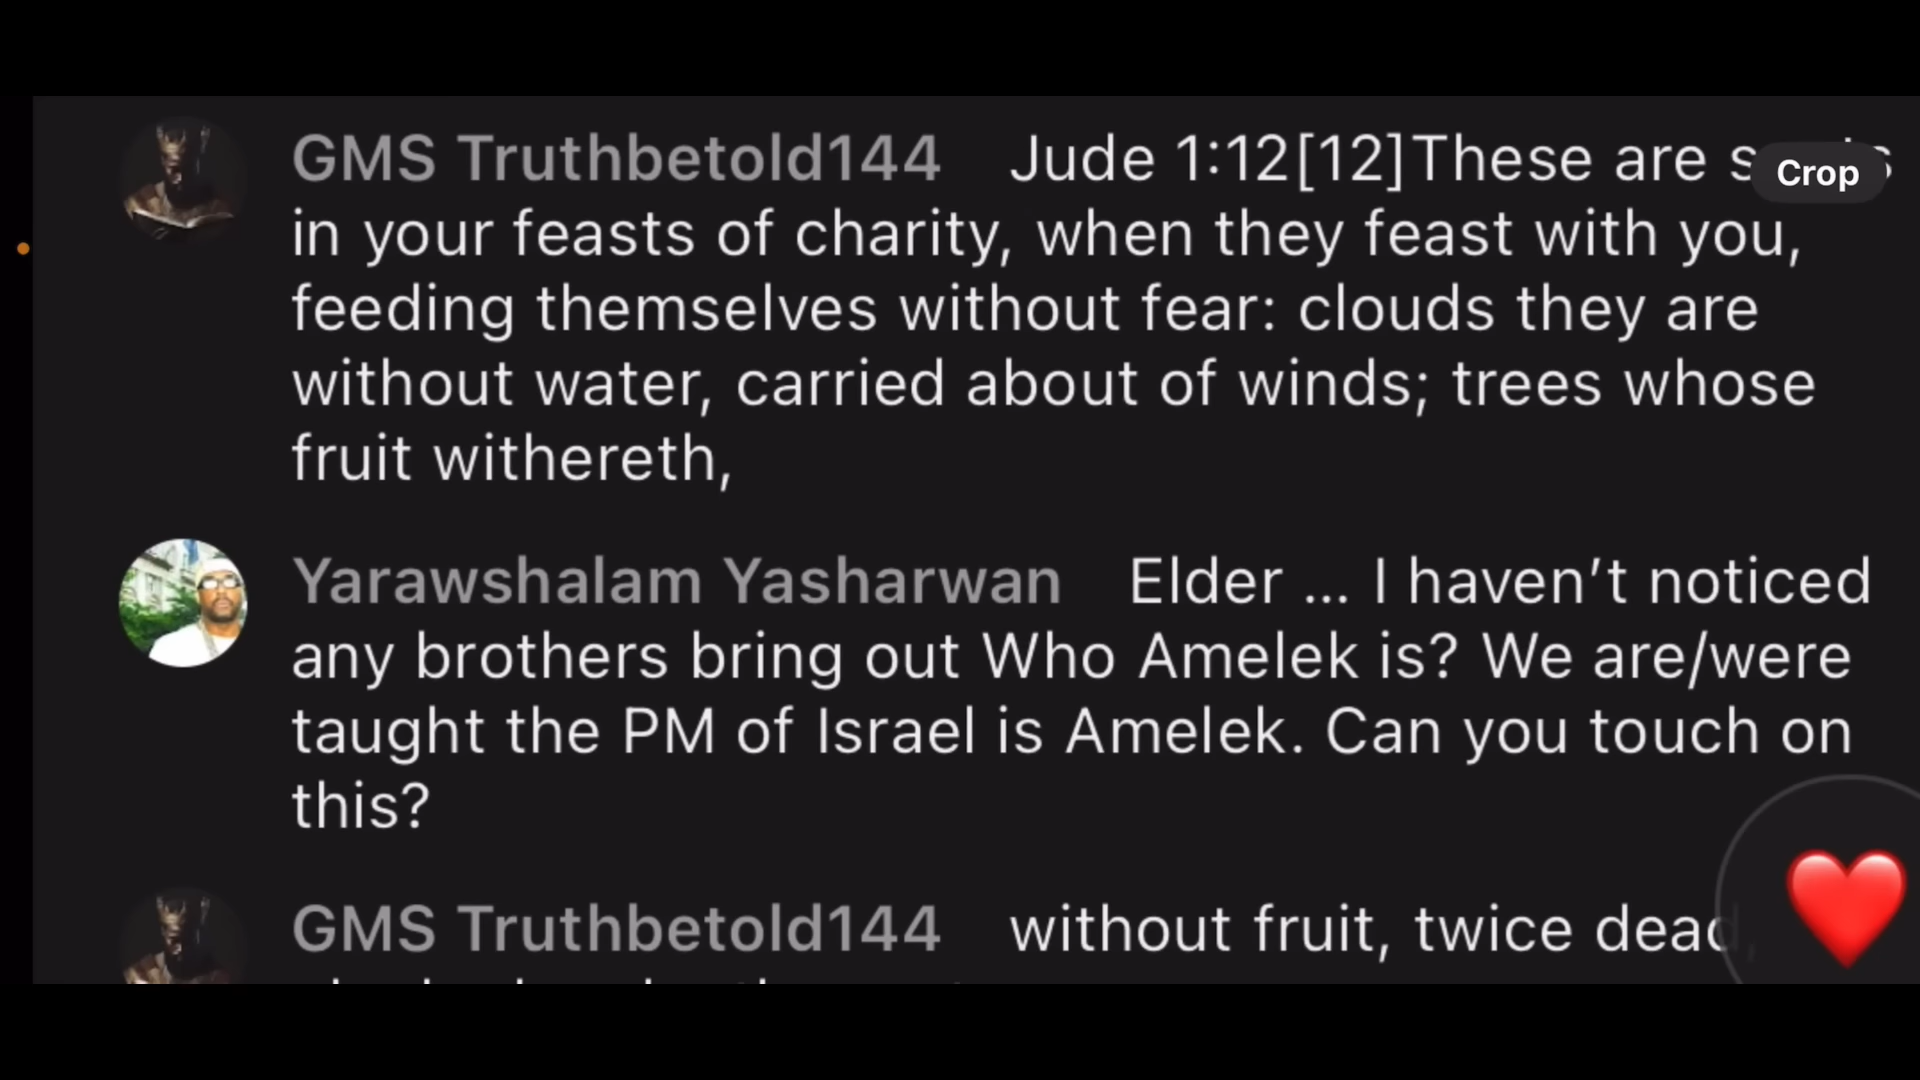 GMS Truthbetold144 Jude 1:12[12]These are
Crop
in your feasts of charity, when they feast with you,
feeding themselves without fear: clouds they are
without water, carried about of winds; trees whose
fruit withereth,
Yarawshalam Yasharwan Elder ... I haven’t noticed
any brothers bring out Who Amelek is? We are/were
taught the PM of Israel is Amelek. Can you touch on
this?
GMS Truthbetold144 without fruit, twice dead,